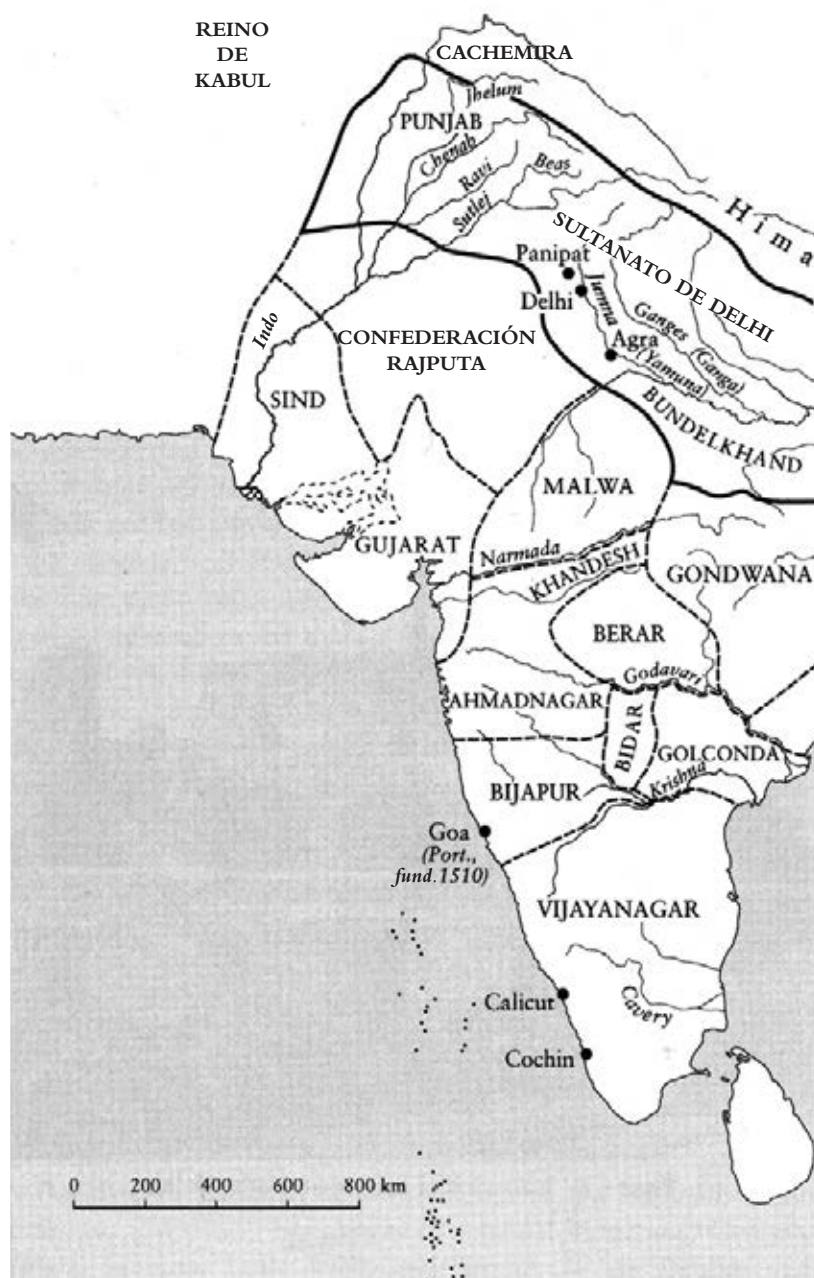 REINO
DE
KABUL
CACHEMIRA
Jhelum
PUNJAB
Chenab
Ravi
Beas
Sutlej
Hima
SULTANATO DE DELHI
Panipat
Delhi
Jumna
(Yamuna)
Ganges (Ganga)
Agra
Indo
CONFEDERACIÓN
RAJPUTA
SIND
BUNDELKHAND
MALWA
GUJARAT
Narmada
KHANDESH
GONDWANA
BERAR
Godavari
AHMADNAGAR
BIDAR
GOLCONDA
BIJAPUR
Krishna
Goa
(Port.,
fund. 1510)
VIJAYANAGAR
Calicut
Cavery
Cochin
0 200 400 600 800 km